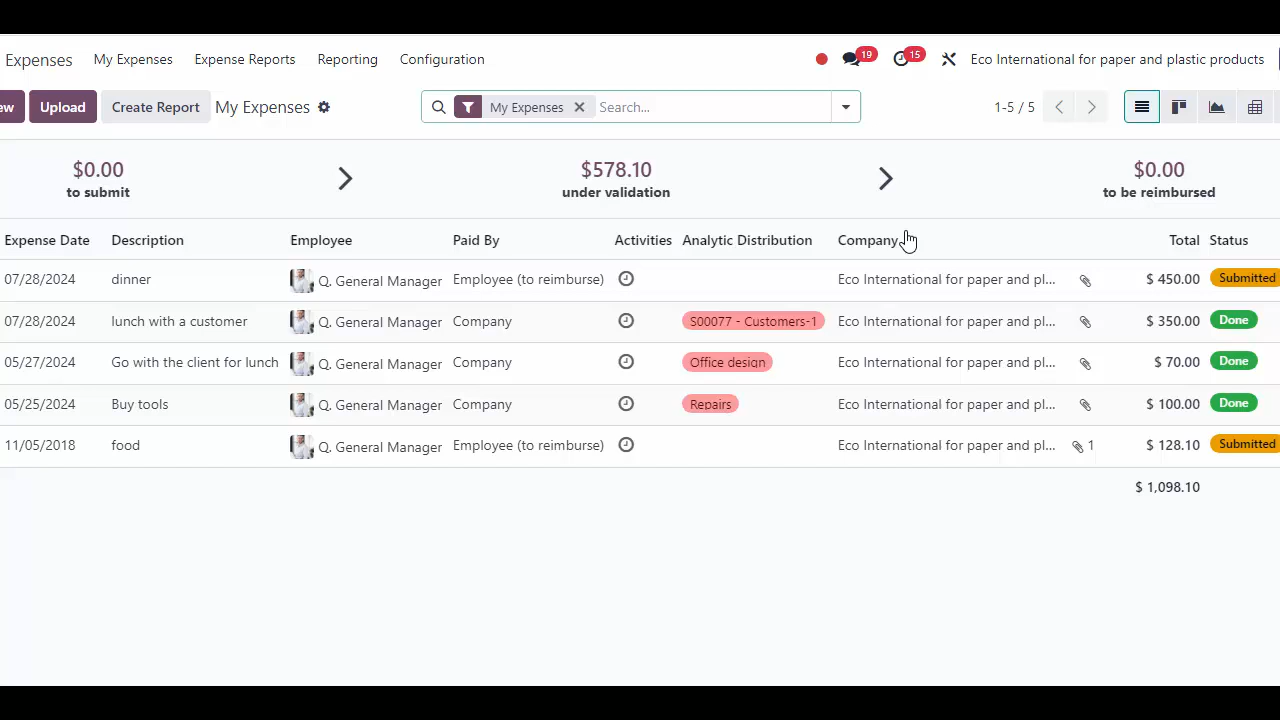 Expenses My Expenses Expense Reports Reporting Configuration 19 15 Eco International for paper and plastic products
Upload Create Report My Expenses My Expenses Search... 1-5 / 5
$0.00 $578.10 $0.00
to submit under validation to be reimbursed
Expense Date Description Employee Paid By Activities Analytic Distribution Company Total Status
07/28/2024 dinner Q. General Manager Employee (to reimburse) Eco International for paper and pl... $ 450.00 Submitted
07/28/2024 lunch with a customer Q. General Manager Company S00077 - Customers-1 Eco International for paper and pl... $ 350.00 Done
05/27/2024 Go with the client for lunch Q. General Manager Company Office design Eco International for paper and pl... $ 70.00 Done
05/25/2024 Buy tools Q. General Manager Company Repairs Eco International for paper and pl... $ 100.00 Done
11/05/2018 food Q. General Manager Employee (to reimburse) Eco International for paper and pl... 1 $ 128.10 Submitted
$ 1,098.10